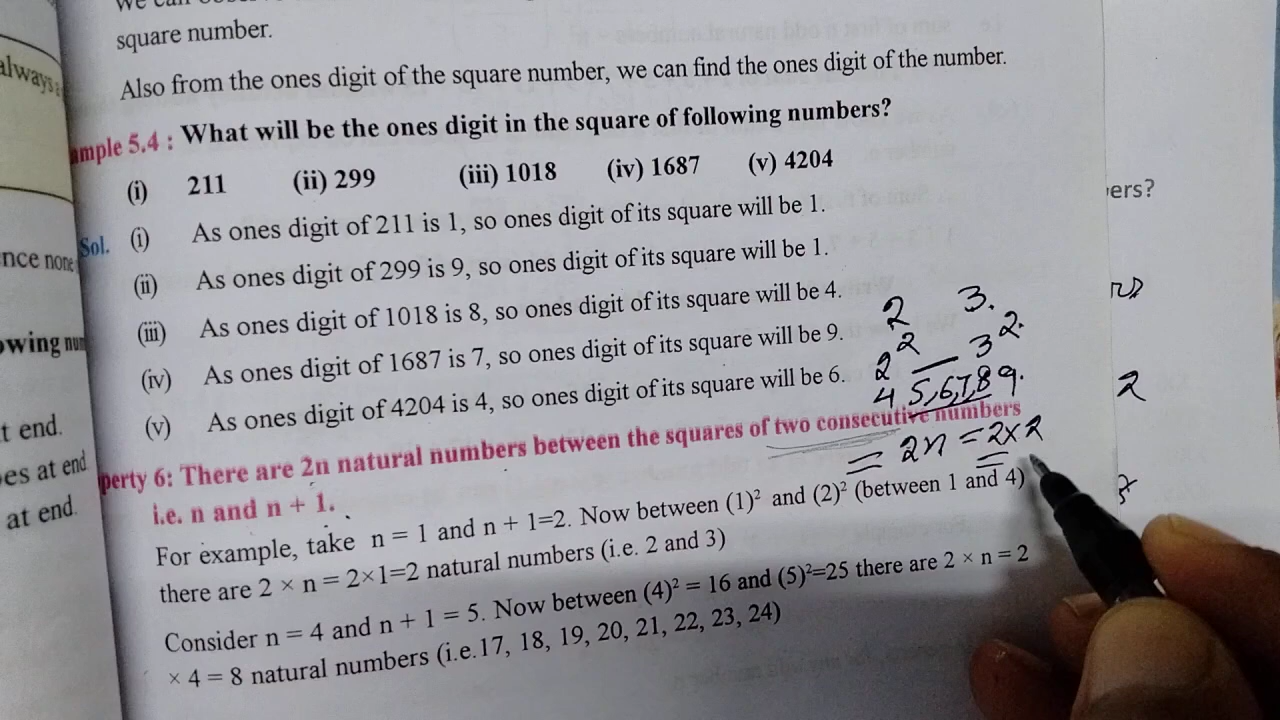 square number.
always
Also from the ones digit of the square number, we can find the ones digit of the number.
ample 5.4 : What will be the ones digit in the square of following numbers?
(i) 211 (ii) 299 (iii) 1018 (iv) 1687 (v) 4204
ers?
Sol. (i) As ones digit of 211 is 1, so ones digit of its square will be 1.
nce none
(ii) As ones digit of 299 is 9, so ones digit of its square will be 1.
(iii) As ones digit of 1018 is 8, so ones digit of its square will be 4.
owing num
(iv) As ones digit of 1687 is 7, so ones digit of its square will be 9.
(v) As ones digit of 4204 is 4, so ones digit of its square will be 6.
2 3.
2² — 3².
4 5,6,7,8 9.
2
t end.
es at end
at end.
perty 6: There are 2n natural numbers between the squares of two consecutive numbers
= 2n = 2×2
i.e. n and n + 1.
For example, take n = 1 and n + 1=2. Now between (1)² and (2)² (between 1 and 4)
there are 2 × n = 2×1=2 natural numbers (i.e. 2 and 3)
Consider n = 4 and n + 1 = 5. Now between (4)² = 16 and (5)²=25 there are 2 × n = 2
× 4 = 8 natural numbers (i.e.17, 18, 19, 20, 21, 22, 23, 24)